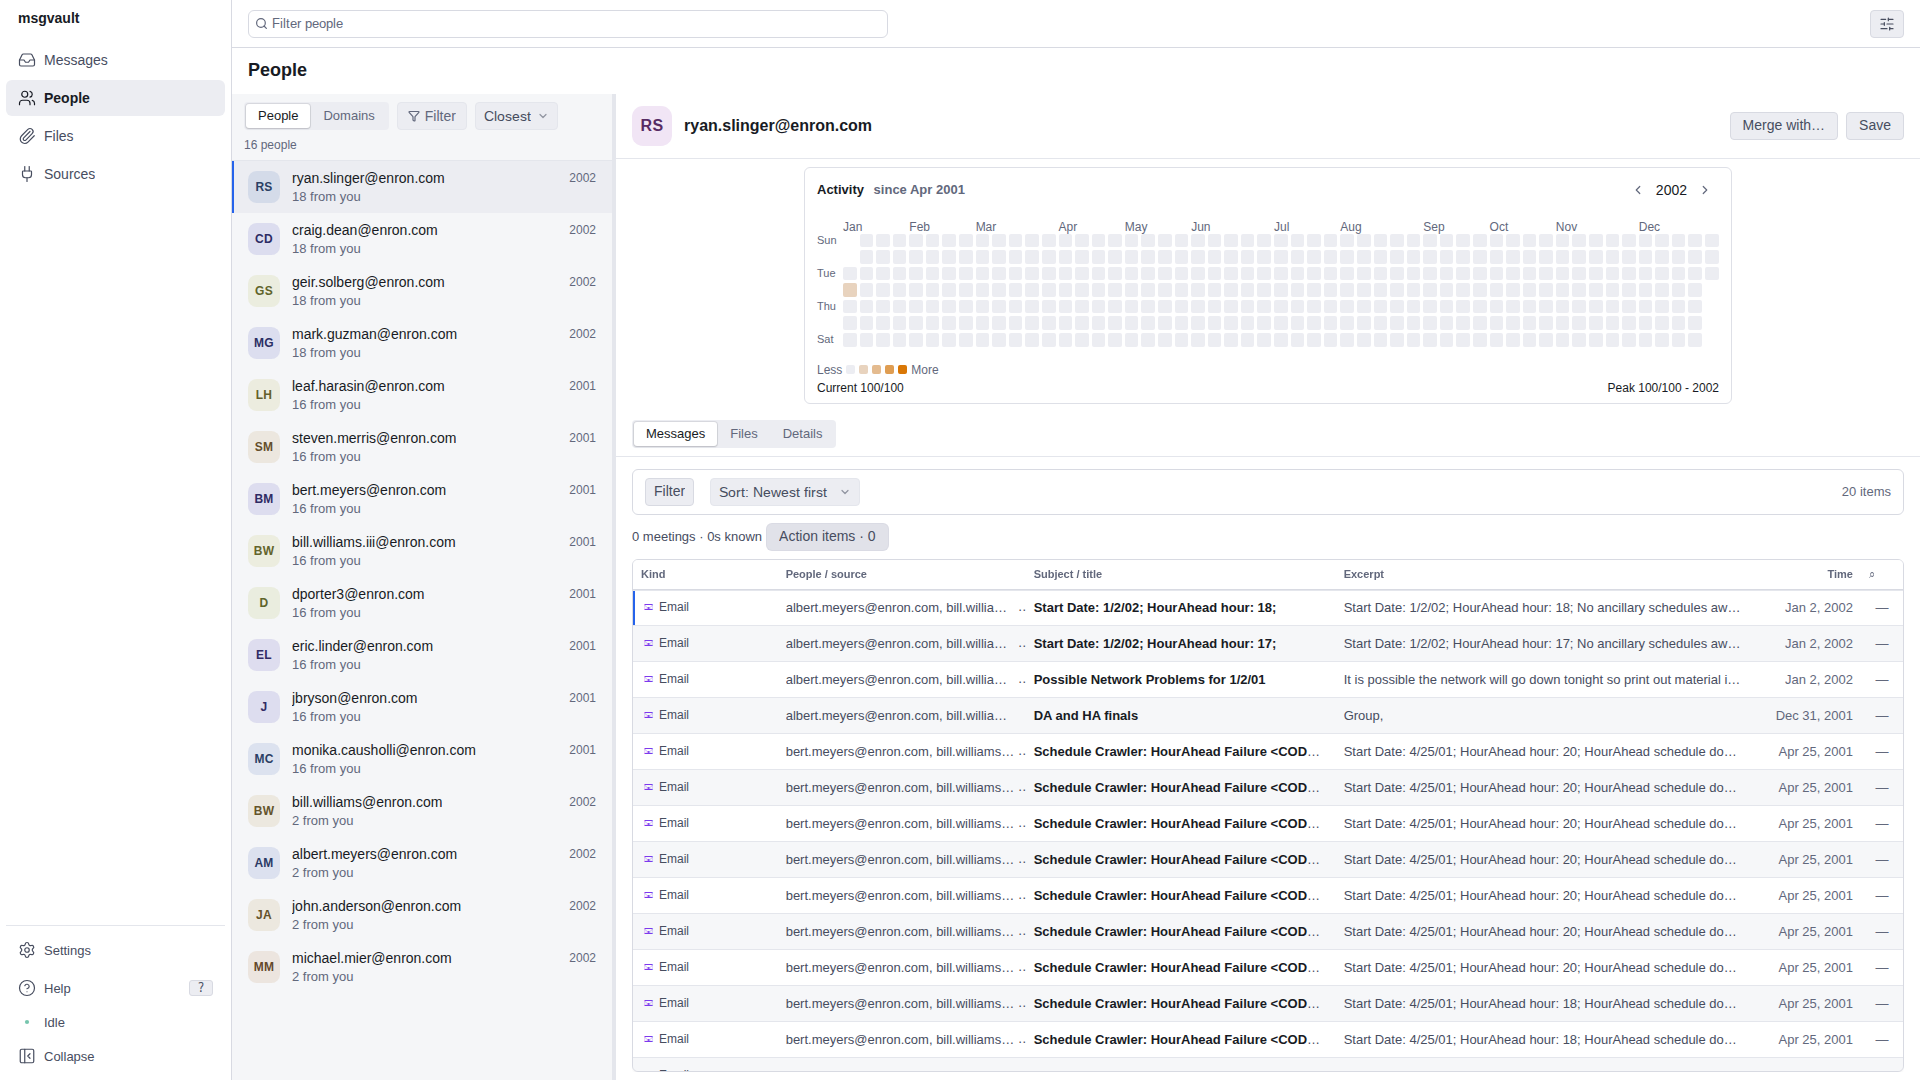 msgvault
Messages
People
Files
Sources
Settings
Help ?
Idle
Collapse
Filter people
People
People Domains Filter Closest
16 people
RS ryan.slinger@enron.com 2002
18 from you
CD craig.dean@enron.com 2002
18 from you
GS geir.solberg@enron.com 2002
18 from you
MG mark.guzman@enron.com 2002
18 from you
LH leaf.harasin@enron.com 2001
16 from you
SM steven.merris@enron.com 2001
16 from you
BM bert.meyers@enron.com 2001
16 from you
BW bill.williams.iii@enron.com 2001
16 from you
D dporter3@enron.com 2001
16 from you
EL eric.linder@enron.com 2001
16 from you
J jbryson@enron.com 2001
16 from you
MC monika.causholli@enron.com 2001
16 from you
BW bill.williams@enron.com 2002
2 from you
AM albert.meyers@enron.com 2002
2 from you
JA john.anderson@enron.com 2002
2 from you
MM michael.mier@enron.com 2002
2 from you
RS ryan.slinger@enron.com Merge with… Save
Activity since Apr 2001 2002
Jan Feb Mar Apr May Jun Jul Aug Sep Oct Nov Dec
Sun
Tue
Thu
Sat
Less More
Current 100/100 Peak 100/100 - 2002
Messages Files Details
Filter Sort: Newest first 20 items
0 meetings · 0s known Action items · 0
Kind People / source Subject / title Excerpt Time
Email albert.meyers@enron.com, bill.willia… .. Start Date: 1/2/02; HourAhead hour: 18; Start Date: 1/2/02; HourAhead hour: 18; No ancillary schedules aw… Jan 2, 2002 —
Email albert.meyers@enron.com, bill.willia… .. Start Date: 1/2/02; HourAhead hour: 17; Start Date: 1/2/02; HourAhead hour: 17; No ancillary schedules aw… Jan 2, 2002 —
Email albert.meyers@enron.com, bill.willia… .. Possible Network Problems for 1/2/01 It is possible the network will go down tonight so print out material i… Jan 2, 2002 —
Email albert.meyers@enron.com, bill.willia… DA and HA finals Group, Dec 31, 2001 —
Email bert.meyers@enron.com, bill.williams… .. Schedule Crawler: HourAhead Failure <COD… Start Date: 4/25/01; HourAhead hour: 20; HourAhead schedule do… Apr 25, 2001 —
Email bert.meyers@enron.com, bill.williams… .. Schedule Crawler: HourAhead Failure <COD… Start Date: 4/25/01; HourAhead hour: 20; HourAhead schedule do… Apr 25, 2001 —
Email bert.meyers@enron.com, bill.williams… .. Schedule Crawler: HourAhead Failure <COD… Start Date: 4/25/01; HourAhead hour: 20; HourAhead schedule do… Apr 25, 2001 —
Email bert.meyers@enron.com, bill.williams… .. Schedule Crawler: HourAhead Failure <COD… Start Date: 4/25/01; HourAhead hour: 20; HourAhead schedule do… Apr 25, 2001 —
Email bert.meyers@enron.com, bill.williams… .. Schedule Crawler: HourAhead Failure <COD… Start Date: 4/25/01; HourAhead hour: 20; HourAhead schedule do… Apr 25, 2001 —
Email bert.meyers@enron.com, bill.williams… .. Schedule Crawler: HourAhead Failure <COD… Start Date: 4/25/01; HourAhead hour: 20; HourAhead schedule do… Apr 25, 2001 —
Email bert.meyers@enron.com, bill.williams… .. Schedule Crawler: HourAhead Failure <COD… Start Date: 4/25/01; HourAhead hour: 20; HourAhead schedule do… Apr 25, 2001 —
Email bert.meyers@enron.com, bill.williams… .. Schedule Crawler: HourAhead Failure <COD… Start Date: 4/25/01; HourAhead hour: 18; HourAhead schedule do… Apr 25, 2001 —
Email bert.meyers@enron.com, bill.williams… .. Schedule Crawler: HourAhead Failure <COD… Start Date: 4/25/01; HourAhead hour: 18; HourAhead schedule do… Apr 25, 2001 —